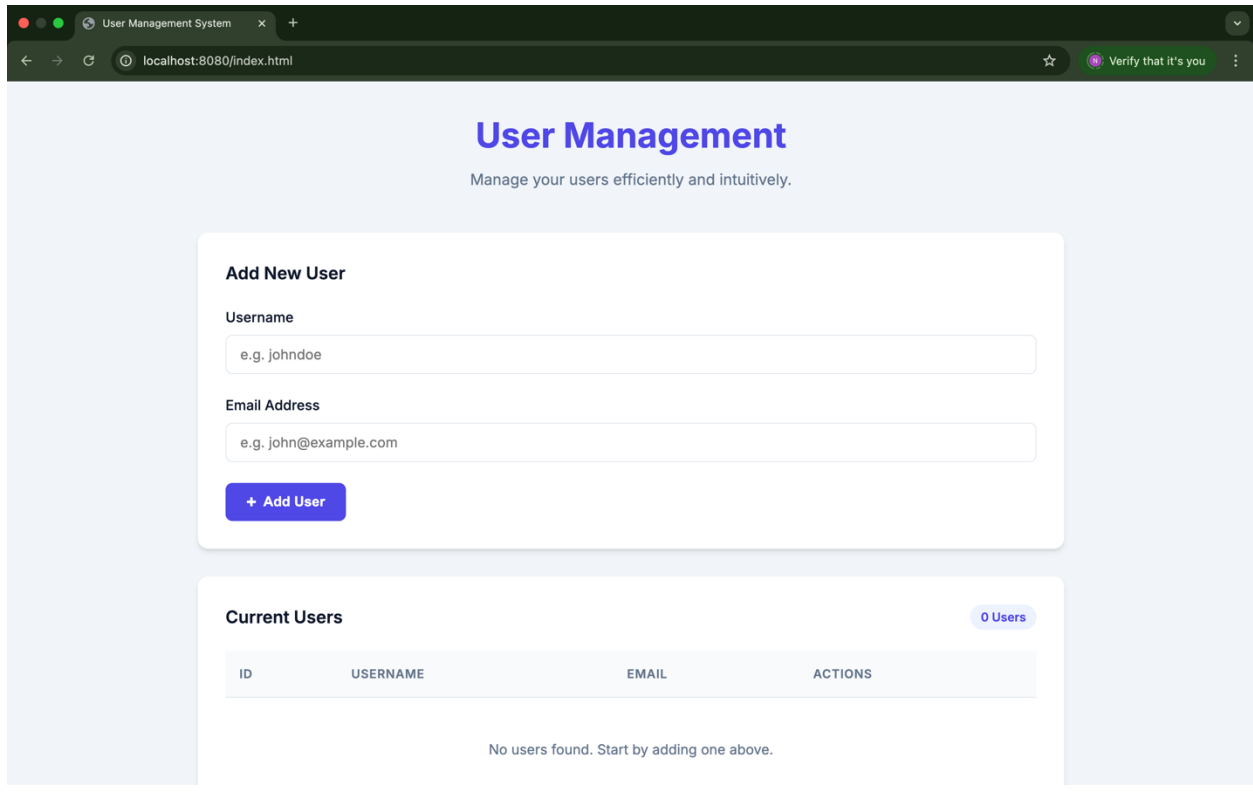 User Management System
localhost:8080/index.html
N
Verify that it's you
User Management
Manage your users efficiently and intuitively.
Add New User
Username
e.g. johndoe
Email Address
e.g. john@example.com
+ Add User
Current Users
0 Users
ID USERNAME EMAIL ACTIONS
No users found. Start by adding one above.